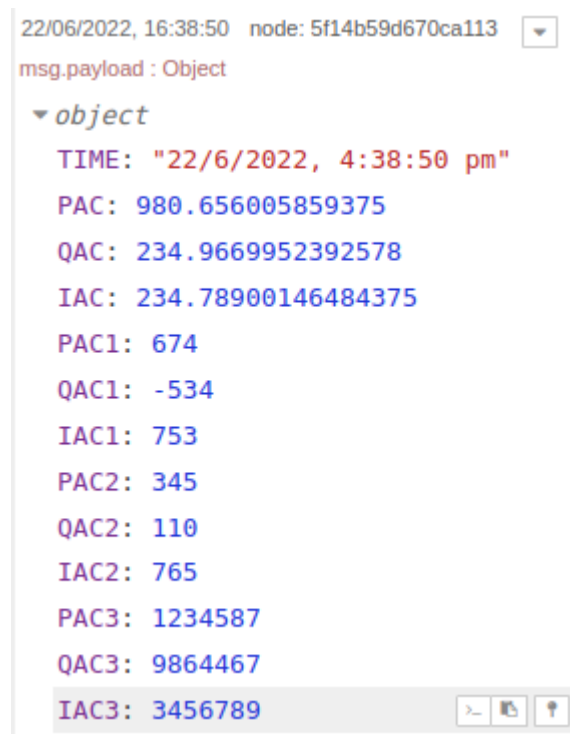 22/06/2022, 16:38:50 node: 5f14b59d670ca113
msg.payload : Object
object
TIME: "22/6/2022, 4:38:50 pm"
PAC: 980.656005859375
QAC: 234.9669952392578
IAC: 234.78900146484375
PAC1: 674
QAC1: -534
IAC1: 753
PAC2: 345
QAC2: 110
IAC2: 765
PAC3: 1234587
QAC3: 9864467
IAC3: 3456789